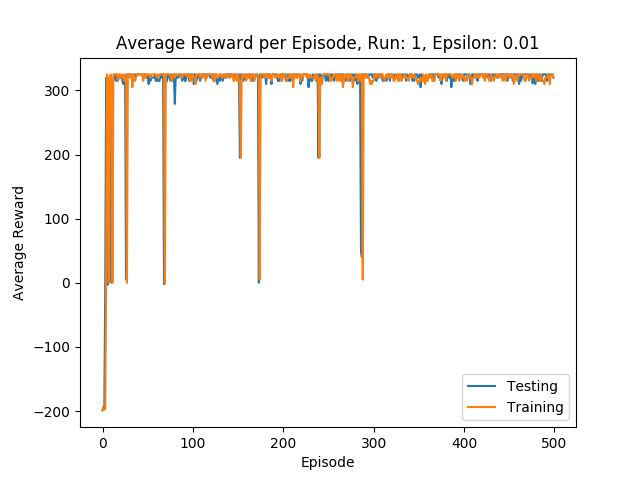 Average Reward per Episode, Run: 1, Epsilon: 0.01
Average Reward
300
200
100
0
−100
−200
0 100 200 300 400 500
Episode
Testing
Training